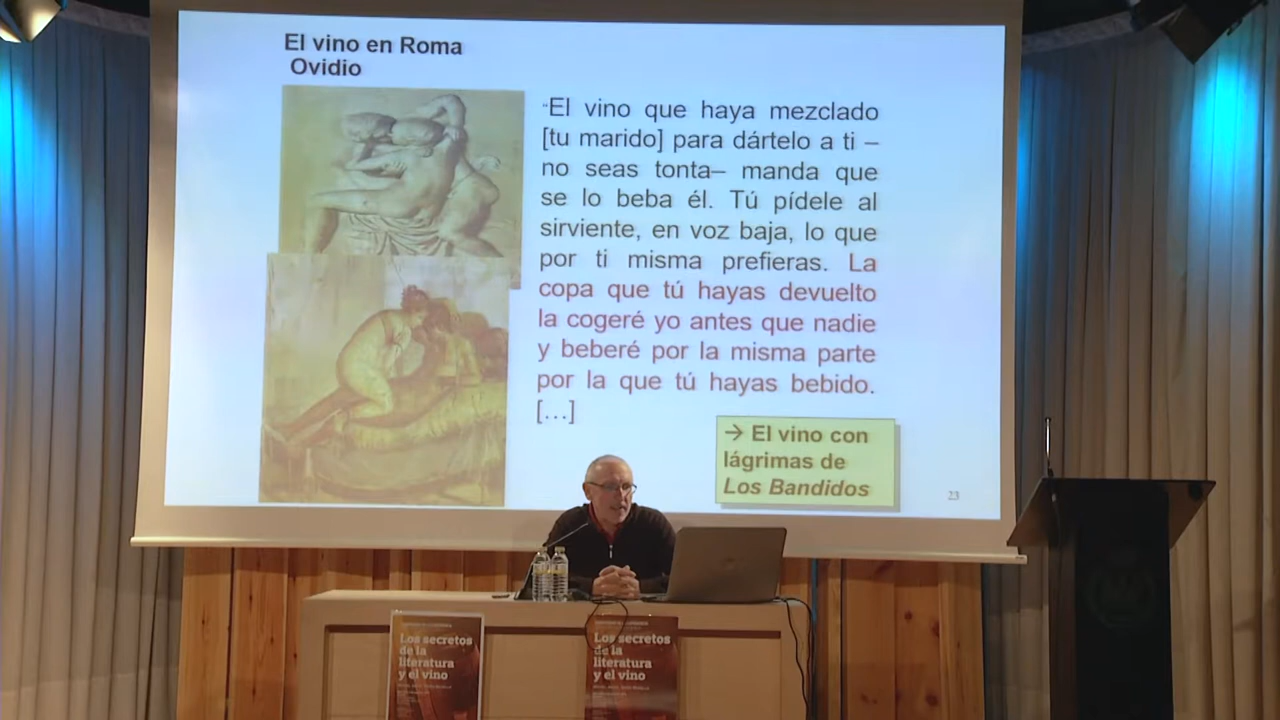 El vino en Roma
Ovidio
“El vino que haya mezclado
[tu marido] para dártelo a ti –
no seas tonta– manda que
se lo beba él. Tú pídele al
sirviente, en voz baja, lo que
por ti misma prefieras. La
copa que tú hayas devuelto
la cogeré yo antes que nadie
y beberé por la misma parte
por la que tú hayas bebido.
[…]
→ El vino con
lágrimas de
Los Bandidos
23
Los secretos
de la
literatura
y el vino
Los secretos
de la
literatura
y el vino